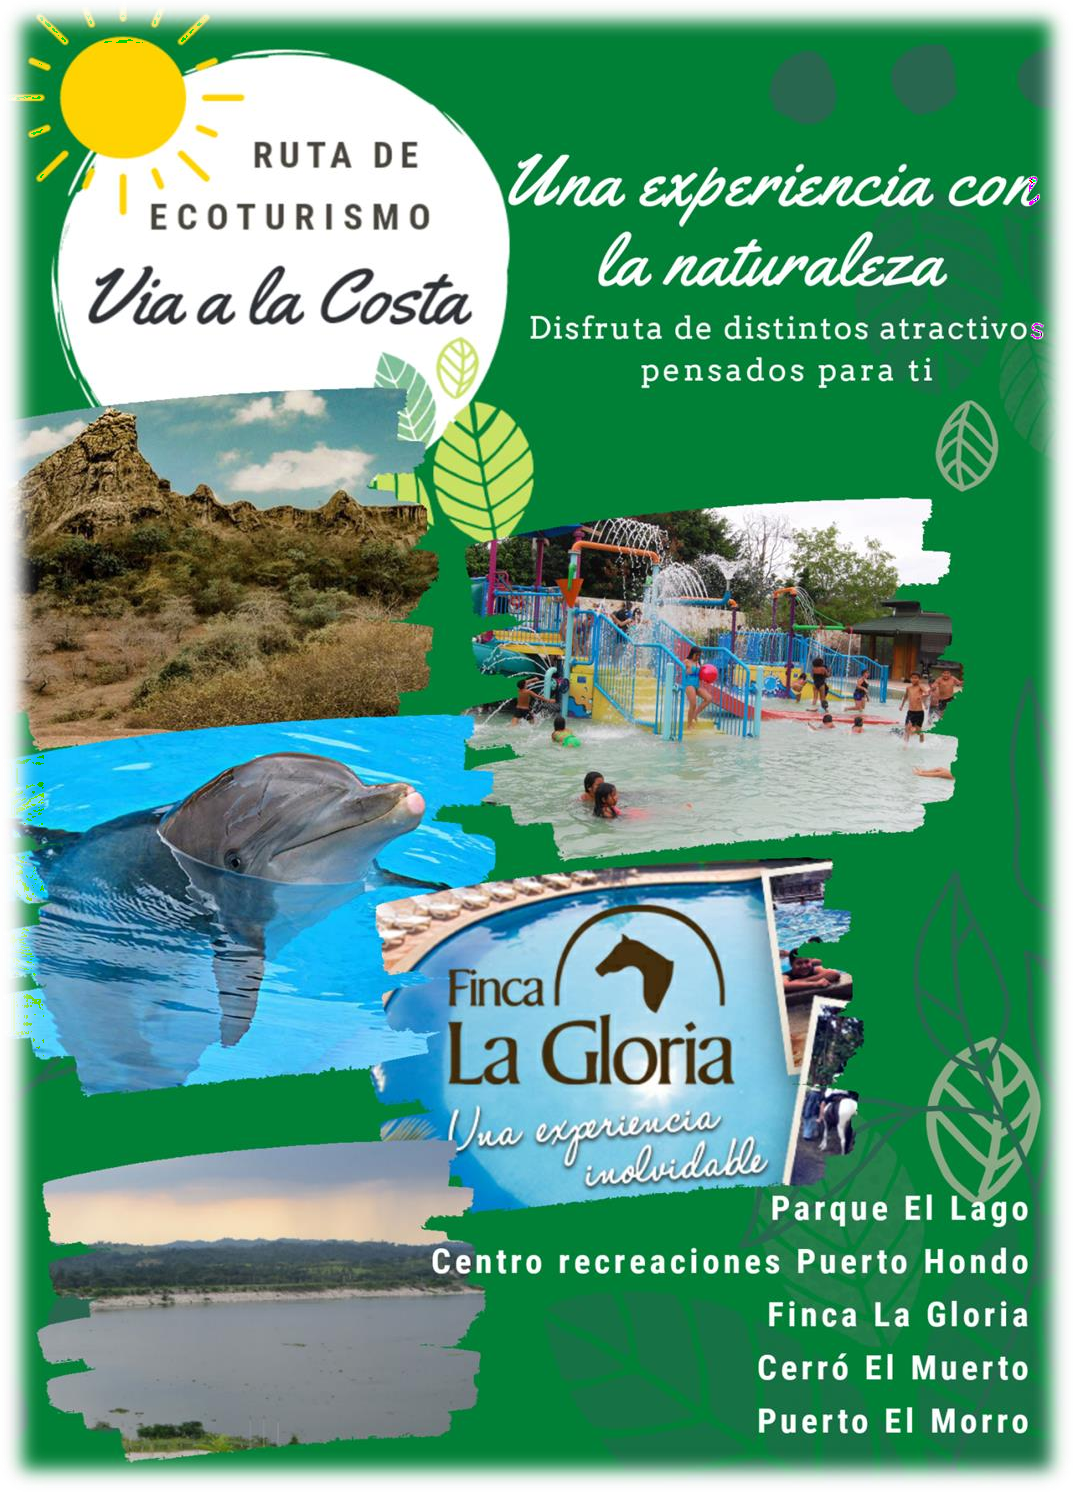 RUTA DE
ECOTURISMO
Via a la Costa
Una experiencia con
la naturaleza
Disfruta de distintos atractivos
pensados para ti
Finca
La Gloria
Una experiencia
inolvidable
Parque El Lago
Centro recreaciones Puerto Hondo
Finca La Gloria
Cerró El Muerto
Puerto El Morro